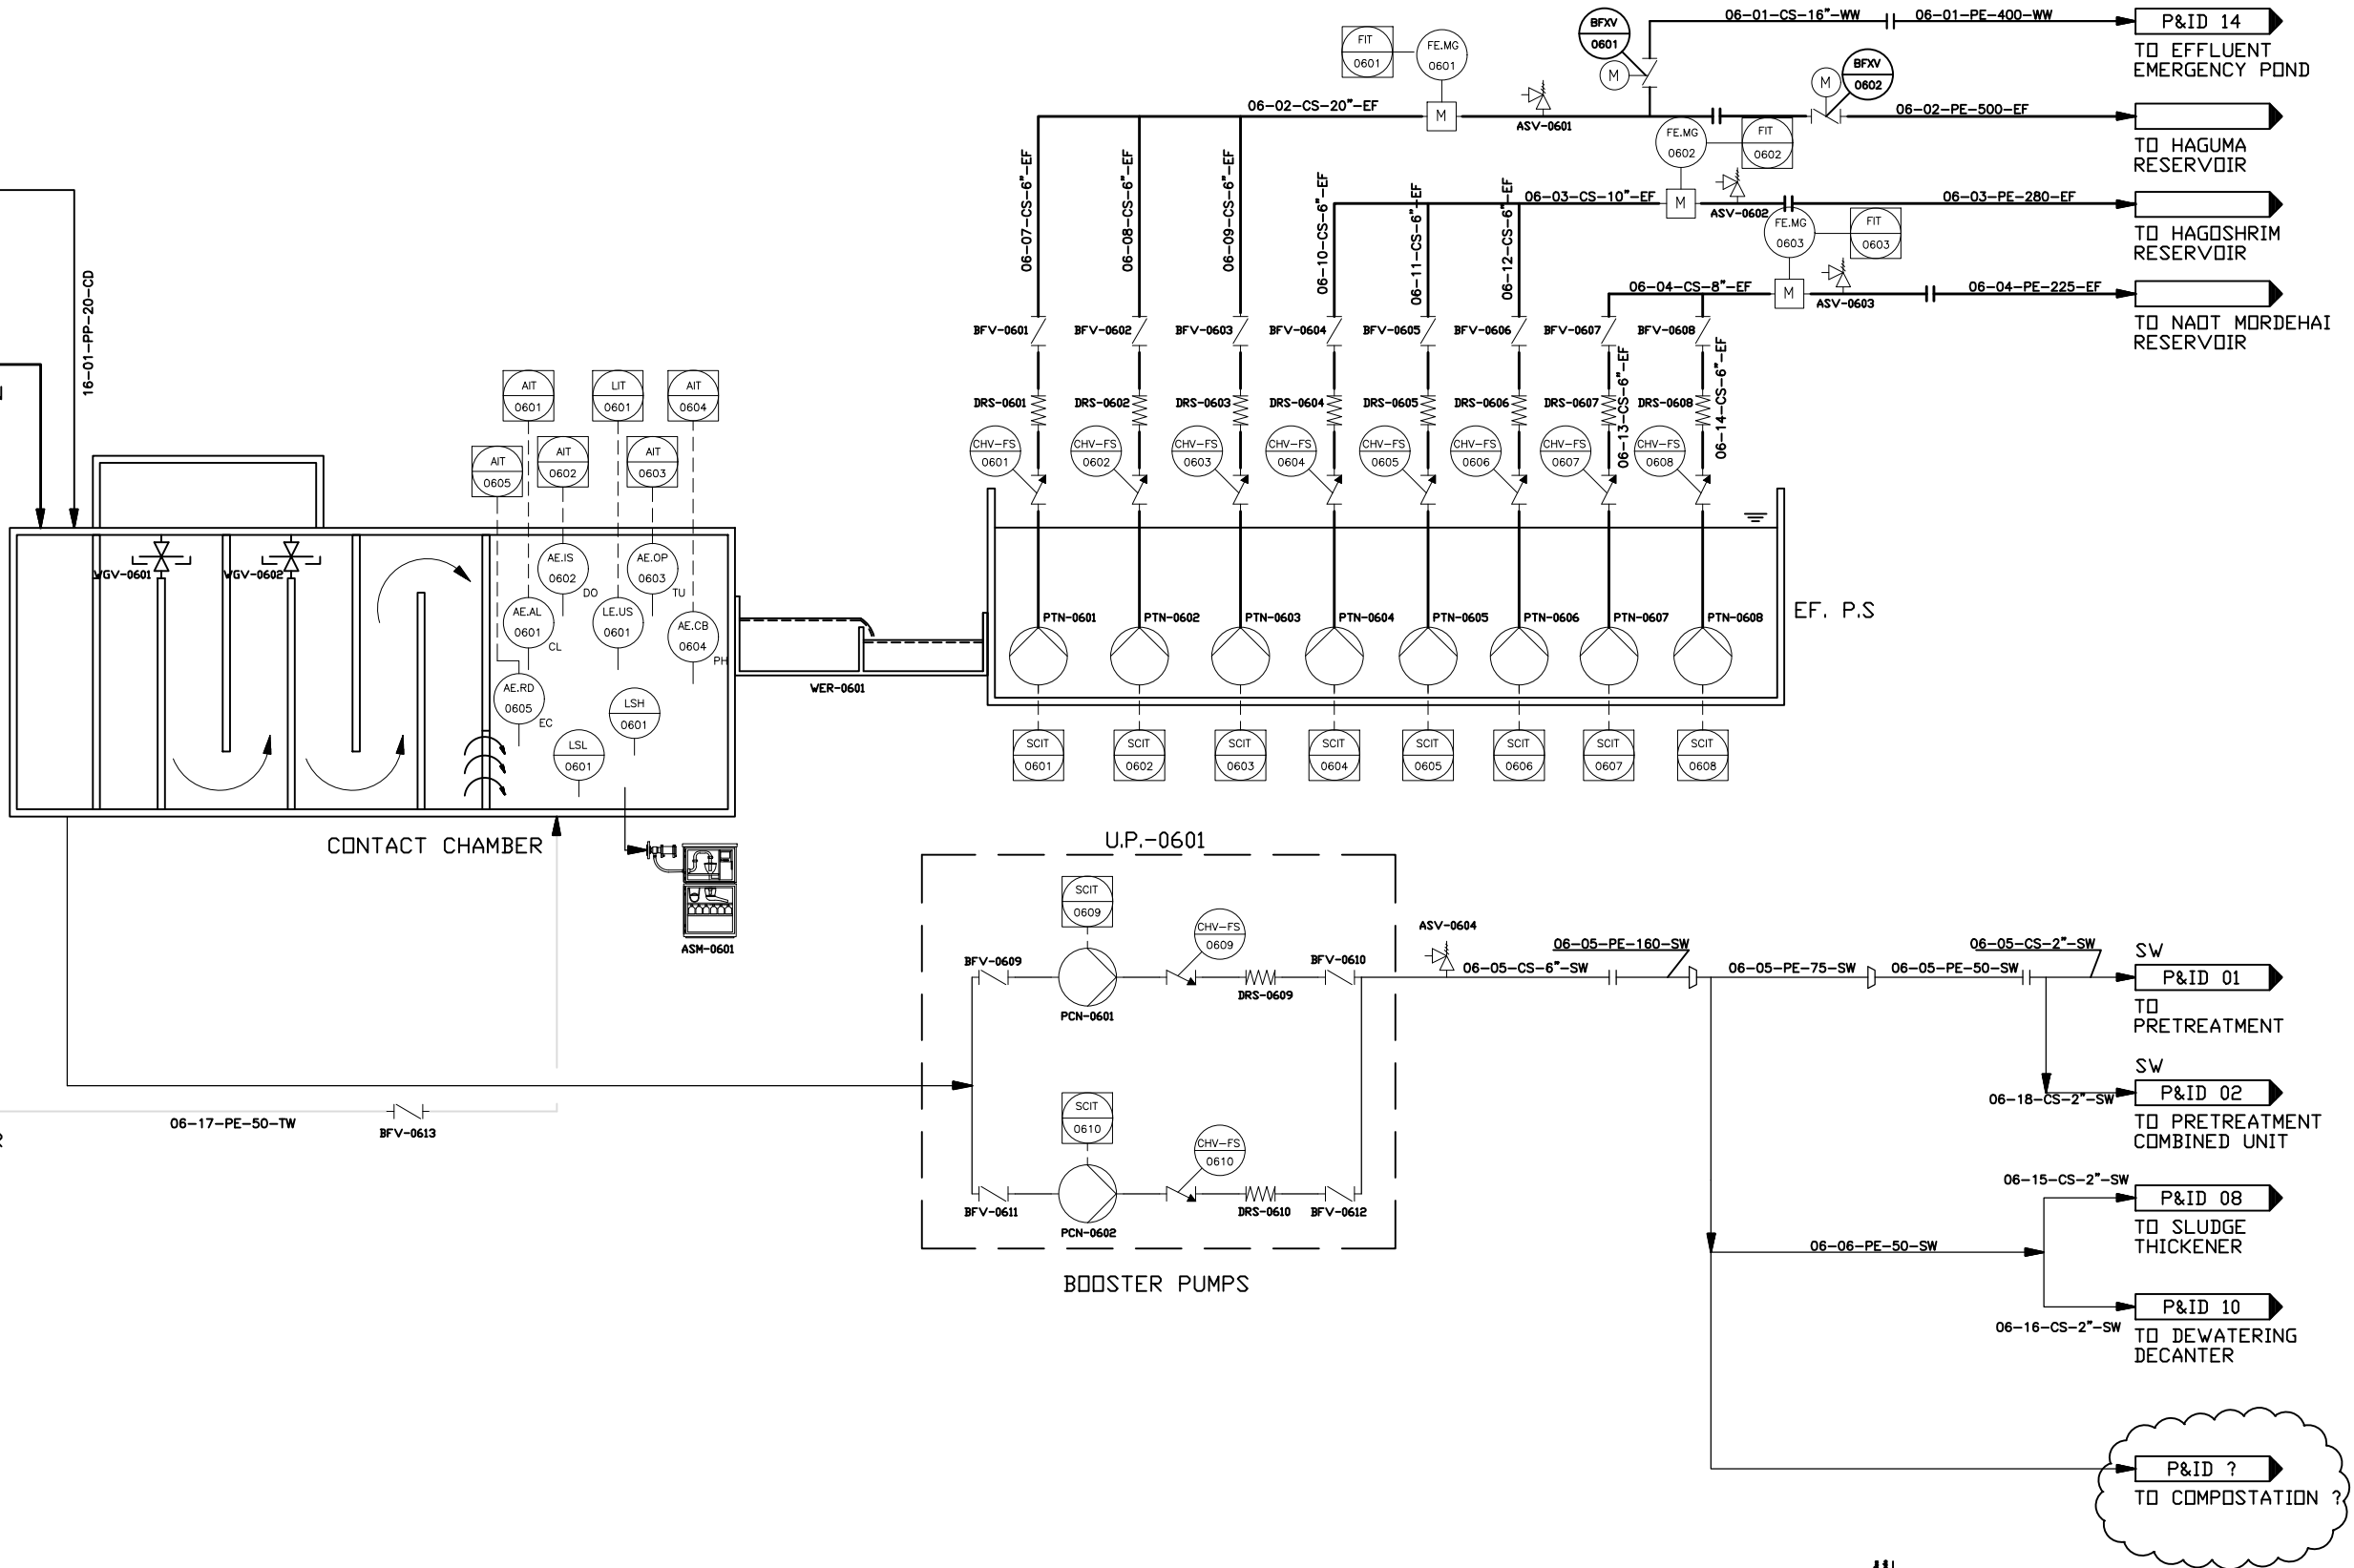 06-01-CS-16"-WW
06-01-PE-400-WW
P&ID 14
TO EFFLUENT
EMERGENCY POND
BFXV
0601
M
FIT
0601
FE.MG
0601
M
BFXV
0602
M
06-02-CS-20"-EF
ASV-0601
06-02-PE-500-EF
TO HAGUMA
RESERVOIR
FE.MG
0602
FIT
0602
06-03-CS-10"-EF
M
ASV-0602
06-03-PE-280-EF
TO HAGOSHRIM
RESERVOIR
FE.MG
0603
FIT
0603
06-04-CS-8"-EF
M
ASV-0603
06-04-PE-225-EF
TO NAOT MORDEHAI
RESERVOIR
06-07-CS-6"-EF
06-08-CS-6"-EF
06-09-CS-6"-EF
06-10-CS-6"-EF
06-11-CS-6"-EF
06-12-CS-6"-EF
06-13-CS-6"-EF
06-14-CS-6"-EF
BFV-0601
BFV-0602
BFV-0603
BFV-0604
BFV-0605
BFV-0606
BFV-0607
BFV-0608
DRS-0601
DRS-0602
DRS-0603
DRS-0604
DRS-0605
DRS-0606
DRS-0607
DRS-0608
CHV-FS
0601
CHV-FS
0602
CHV-FS
0603
CHV-FS
0604
CHV-FS
0605
CHV-FS
0606
CHV-FS
0607
CHV-FS
0608
PTN-0601
PTN-0602
PTN-0603
PTN-0604
PTN-0605
PTN-0606
PTN-0607
PTN-0608
EF. P.S
SCIT
0601
SCIT
0602
SCIT
0603
SCIT
0604
SCIT
0605
SCIT
0606
SCIT
0607
SCIT
0608
16-01-PP-20-CD
AIT
0601
LIT
0601
AIT
0604
AIT
0605
AIT
0602
AIT
0603
WGV-0601
WGV-0602
AE.IS
0602
DO
AE.OP
0603
TU
AE.AL
0601
CL
LE.US
0601
AE.CB
0604
PH
AE.RD
0605
EC
LSH
0601
LSL
0601
WER-0601
CONTACT CHAMBER
ASM-0601
06-17-PE-50-TW
BFV-0613
U.P.-0601
SCIT
0609
CHV-FS
0609
BFV-0609
PCN-0601
DRS-0609
BFV-0610
SCIT
0610
CHV-FS
0610
BFV-0611
PCN-0602
DRS-0610
BFV-0612
BOOSTER PUMPS
ASV-0604
06-05-CS-6"-SW
06-05-PE-160-SW
06-05-PE-75-SW
06-05-PE-50-SW
06-05-CS-2"-SW
SW
P&ID 01
TO
PRETREATMENT
SW
P&ID 02
06-18-CS-2"-SW
TO PRETREATMENT
COMBINED UNIT
06-15-CS-2"-SW
P&ID 08
TO SLUDGE
THICKENER
06-06-PE-50-SW
P&ID 10
06-16-CS-2"-SW
TO DEWATERING
DECANTER
P&ID ?
TO COMPOSTATION ?